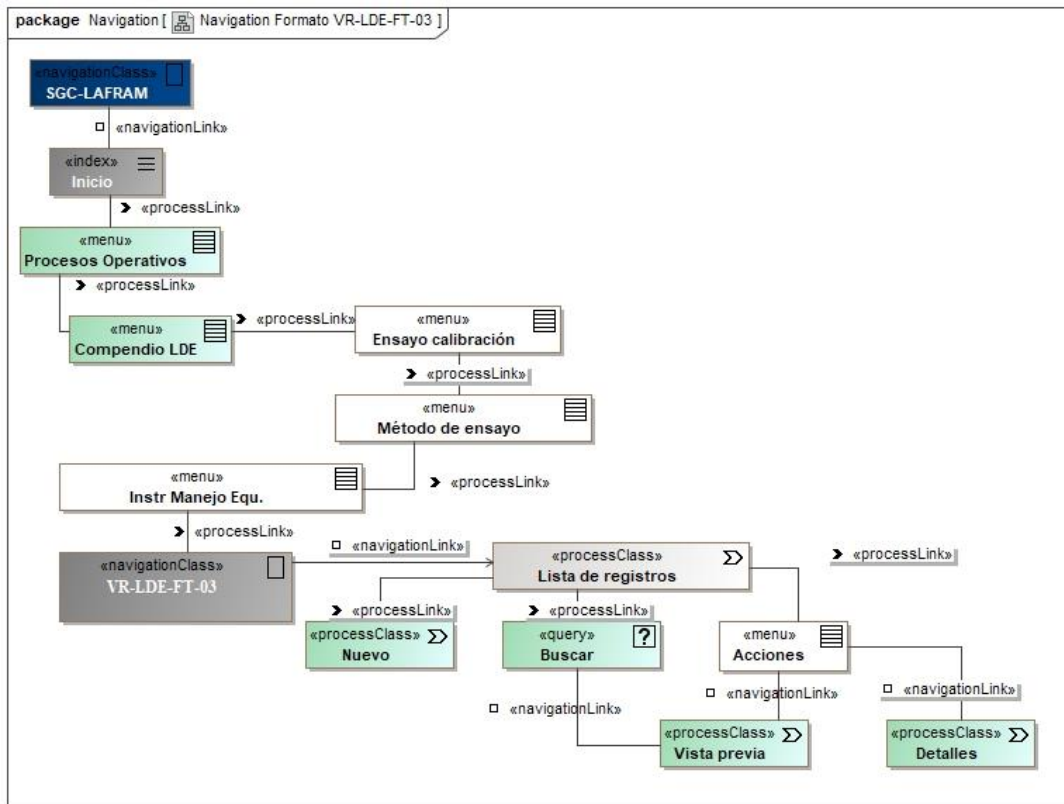 package Navigation [ Navigation Formato VR-LDE-FT-03 ]
«navigationClass»
SGC-LAFRAM
«navigationLink»
«index»
Inicio
«processLink»
«menu»
Procesos Operativos
«processLink»
«menu»
Compendio LDE
«processLink»
«menu»
Ensayo calibración
«processLink»
«menu»
Método de ensayo
«processLink»
«menu»
Instr Manejo Equ.
«processLink»
«navigationClass»
VR-LDE-FT-03
«navigationLink»
«processClass»
Lista de registros
«processLink»
«processLink»
«processClass»
Nuevo
«processLink»
«query»
?
Buscar
«menu»
Acciones
«navigationLink»
«navigationLink»
«navigationLink»
«processClass»
Vista previa
«processClass»
Detalles